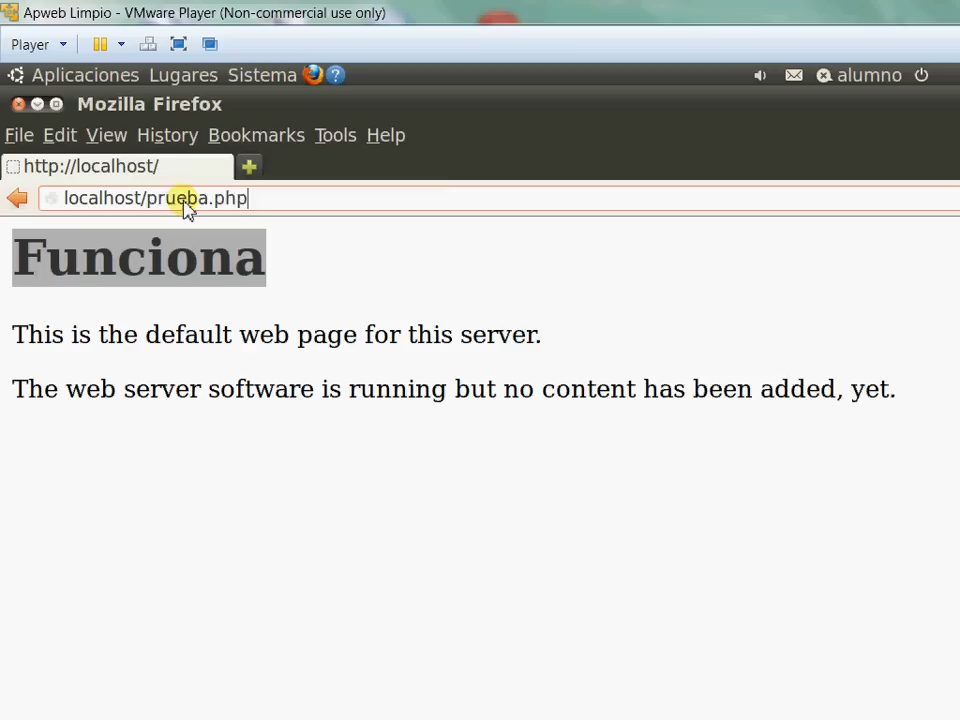 Apweb Limpio - VMware Player (Non-commercial use only)
Player
Aplicaciones Lugares Sistema ? alumno
Mozilla Firefox
File Edit View History Bookmarks Tools Help
http://localhost/
localhost/prueba.php
Funciona
This is the default web page for this server.
The web server software is running but no content has been added, yet.